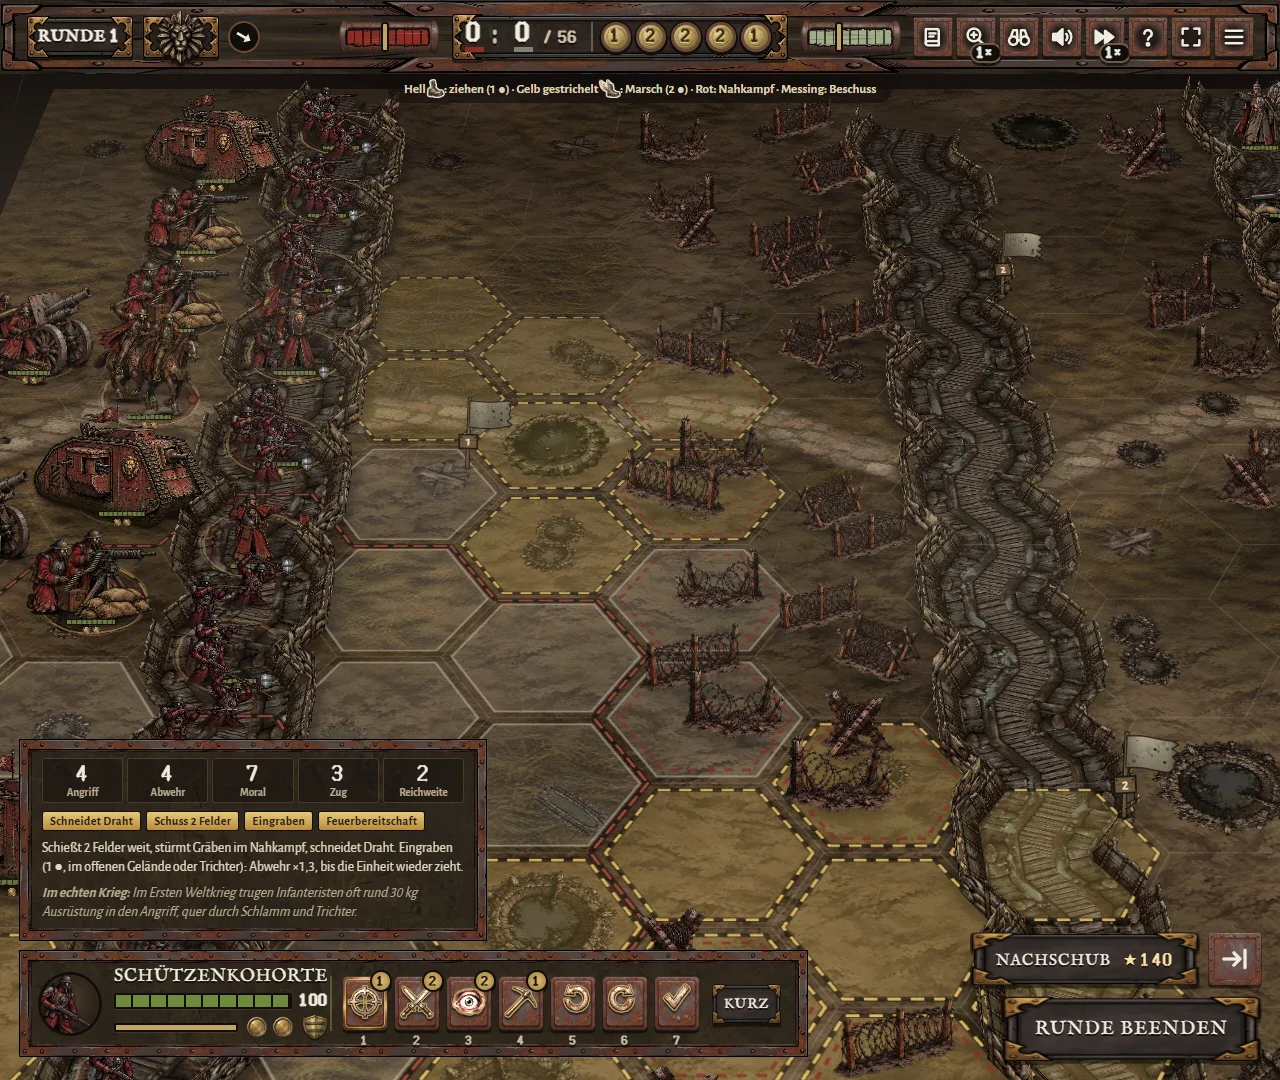 RUNDE 1
0 : 0 / 56
1 2 2 2 1
1×
1×
?
Hell : ziehen (1 ●) · Gelb gestrichelt : Marsch (2 ●) · Rot: Nahkampf · Messing: Beschuss
2
1
2
4 4 7 3 2
Angriff Abwehr Moral Zug Reichweite
Schneidet Draht Schuss 2 Felder Eingraben Feuerbereitschaft
Schießt 2 Felder weit, stürmt Gräben im Nahkampf, schneidet Draht. Eingraben
(1 ●, im offenen Gelände oder Trichter): Abwehr ×1,3, bis die Einheit wieder zieht.
Im echten Krieg: Im Ersten Weltkrieg trugen Infanteristen oft rund 30 kg
Ausrüstung in den Angriff, quer durch Schlamm und Trichter.
SCHÜTZENKOHORTE
100
1 2 2 1
1 2 3 4 5 6 7
KURZ
NACHSCHUB ★140
RUNDE BEENDEN